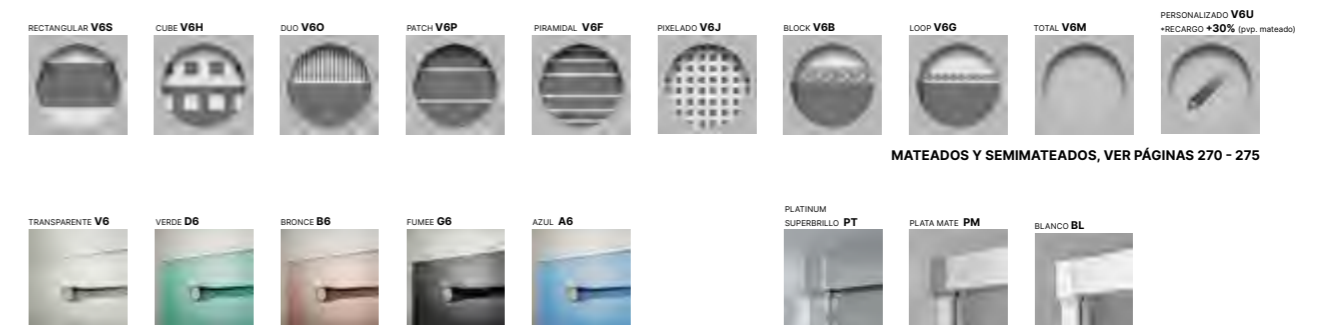 RECTANGULAR V6S
CUBE V6H
DUO V6O
PATCH V6P
PIRAMIDAL V6F
PIXELADO V6J
BLOCK V6B
LOOP V6G
TOTAL V6M
PERSONALIZADO V6U
*RECARGO +30% (pvp. mateado)
MATEADOS Y SEMIMATEADOS, VER PÁGINAS 270 - 275
TRANSPARENTE V6
VERDE D6
BRONCE B6
FUMEE G6
AZUL A6
PLATINUM
SUPERBRILLO PT
PLATA MATE PM
BLANCO BL